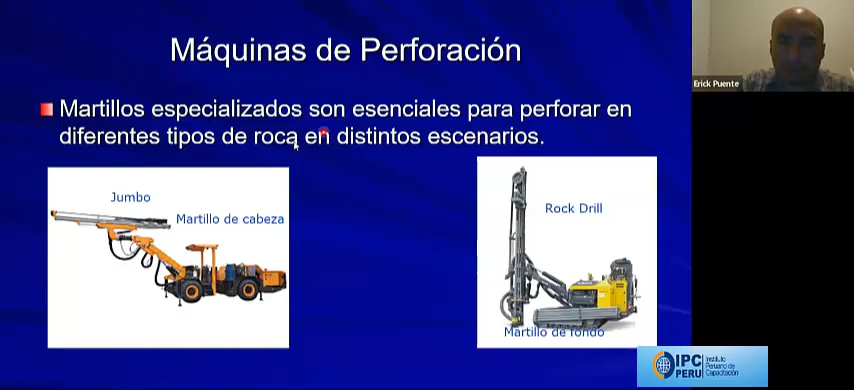 Máquinas de Perforación
Martillos especializados son esenciales para perforar en
diferentes tipos de roca en distintos escenarios.
Jumbo
Martillo de cabeza
Rock Drill
Martillo de fondo
Erick Puente
IPC
PERU
Instituto
Peruano de
Capacitación